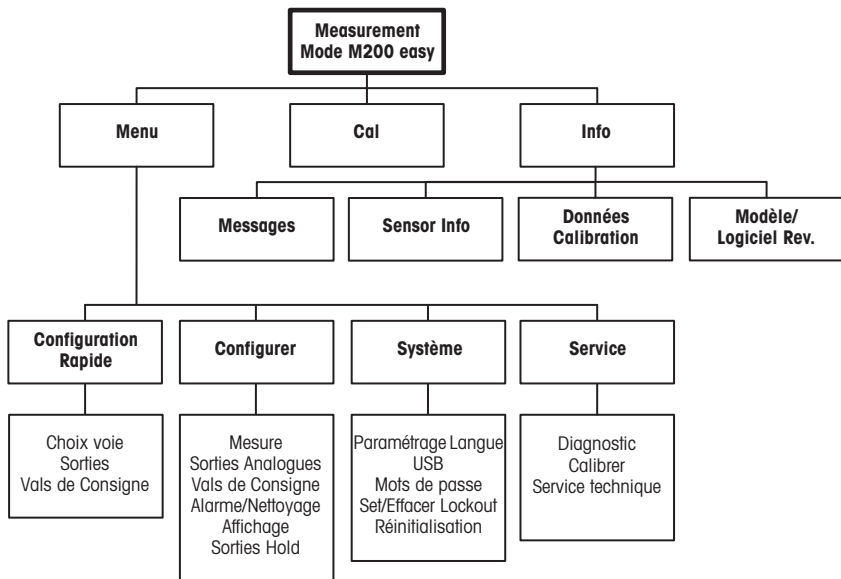 Measurement
Mode M200 easy
Menu
Cal
Info
Messages
Sensor Info
Données
Calibration
Modèle/
Logiciel Rev.
Configuration
Rapide
Configurer
Système
Service
Choix voie
Sorties
Vals de Consigne
Mesure
Sorties Analogues
Vals de Consigne
Alarme/Nettoyage
Affichage
Sorties Hold
Paramétrage Langue
USB
Mots de passe
Set/Effacer Lockout
Réinitialisation
Diagnostic
Calibrer
Service technique